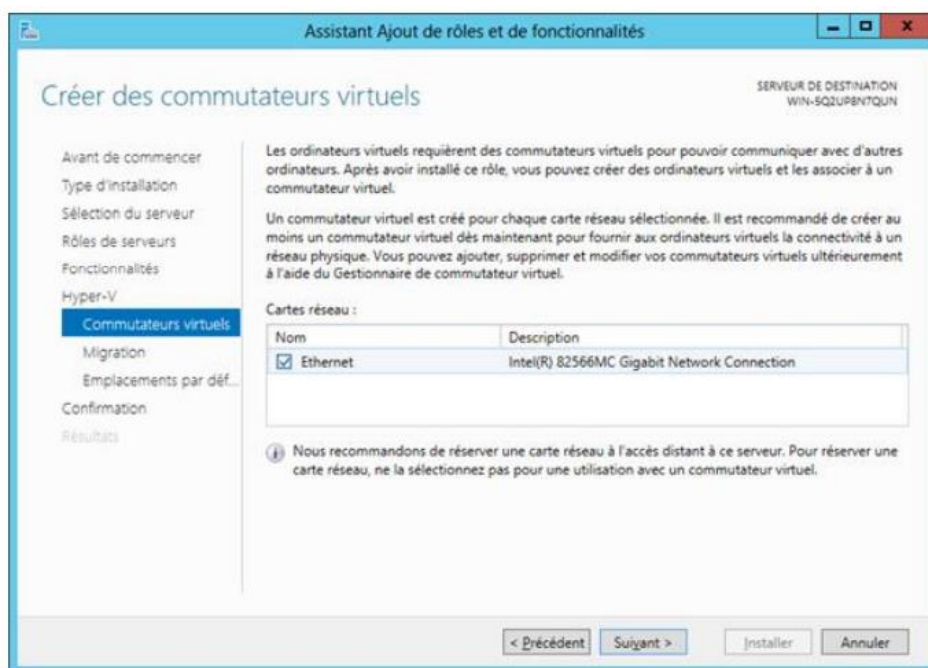 Assistant Ajout de rôles et de fonctionnalités
Créer des commutateurs virtuels
SERVEUR DE DESTINATION
WIN-5Q2UP8N7QUN
Avant de commencer
Type d'installation
Sélection du serveur
Rôles de serveurs
Fonctionnalités
Hyper-V
Commutateurs virtuels
Migration
Emplacements par déf...
Confirmation
Résultats
Les ordinateurs virtuels requièrent des commutateurs virtuels pour pouvoir communiquer avec d'autres
ordinateurs. Après avoir installé ce rôle, vous pouvez créer des ordinateurs virtuels et les associer à un
commutateur virtuel.
Un commutateur virtuel est créé pour chaque carte réseau sélectionnée. Il est recommandé de créer au
moins un commutateur virtuel dès maintenant pour fournir aux ordinateurs virtuels la connectivité à un
réseau physique. Vous pouvez ajouter, supprimer et modifier vos commutateurs virtuels ultérieurement
à l'aide du Gestionnaire de commutateur virtuel.
Cartes réseau :
Nom Description
Ethernet Intel(R) 82566MC Gigabit Network Connection
Nous recommandons de réserver une carte réseau à l'accès distant à ce serveur. Pour réserver une
carte réseau, ne la sélectionnez pas pour une utilisation avec un commutateur virtuel.
< Précédent Suivant > Installer Annuler